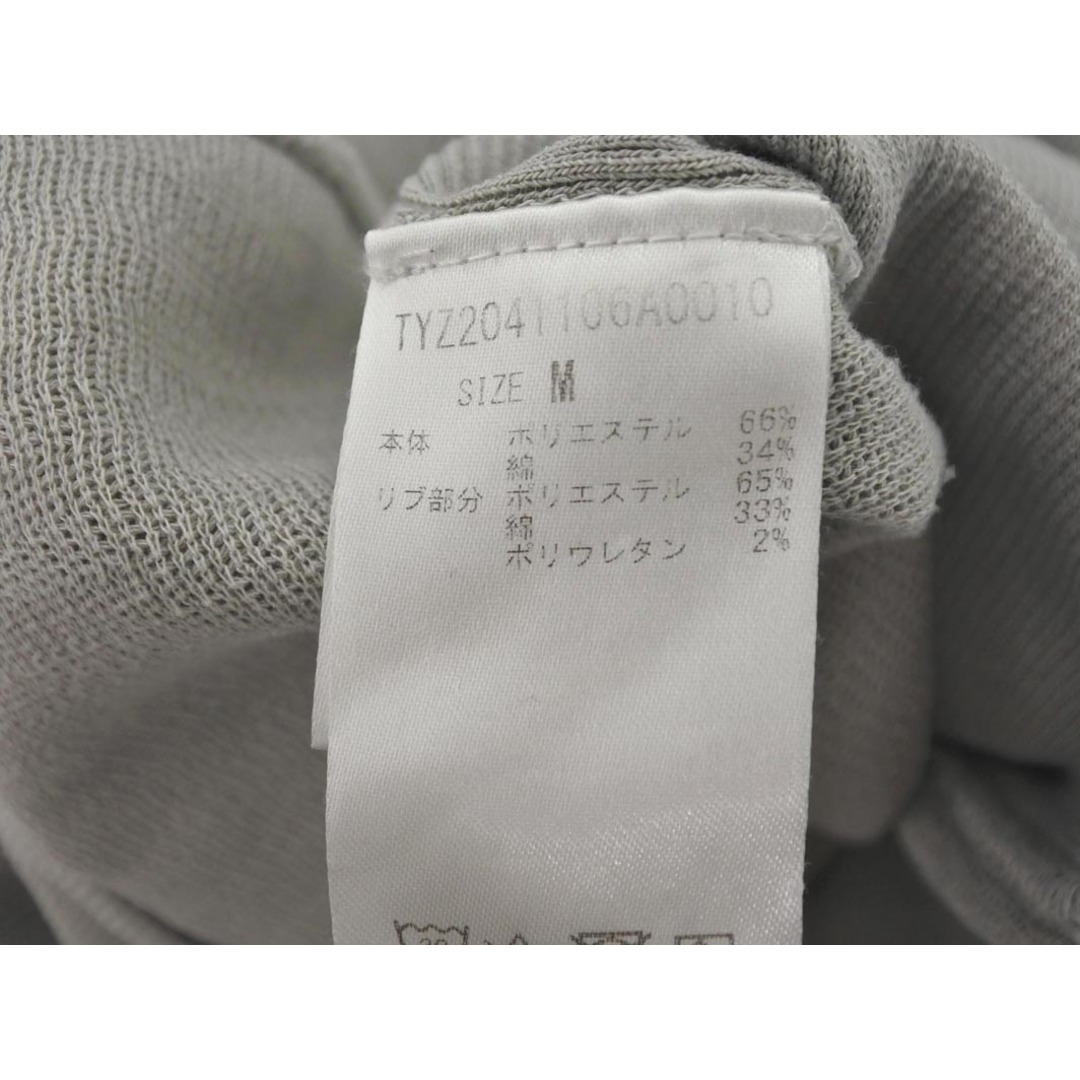 TYZ2041106A0010
SIZE M
本体 ポリエステル 66%
綿 34%
リブ部分 ポリエステル 65%
綿 33%
ポリウレタン 2%